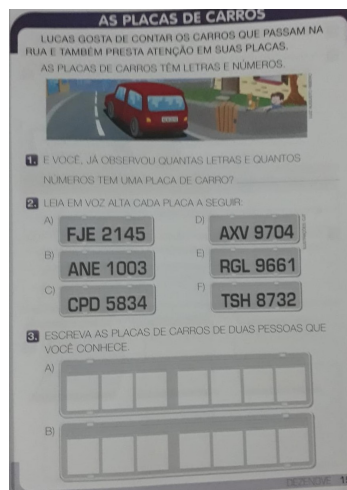 AS PLACAS DE CARROS
LUCAS GOSTA DE CONTAR OS CARROS QUE PASSAM NA
RUA E TAMBÉM PRESTA ATENÇÃO EM SUAS PLACAS.
AS PLACAS DE CARROS TÊM LETRAS E NÚMEROS.
1. E VOCÊ, JÁ OBSERVOU QUANTAS LETRAS E QUANTOS
NÚMEROS TEM UMA PLACA DE CARRO?
2. LEIA EM VOZ ALTA CADA PLACA A SEGUIR:
A) FJE 2145
B) ANE 1003
C) CPD 5834
D) AXV 9704
E) RGL 9661
F) TSH 8732
3. ESCREVA AS PLACAS DE CARROS DE DUAS PESSOAS QUE
VOCÊ CONHECE.
A)
B)
DEZENOVE